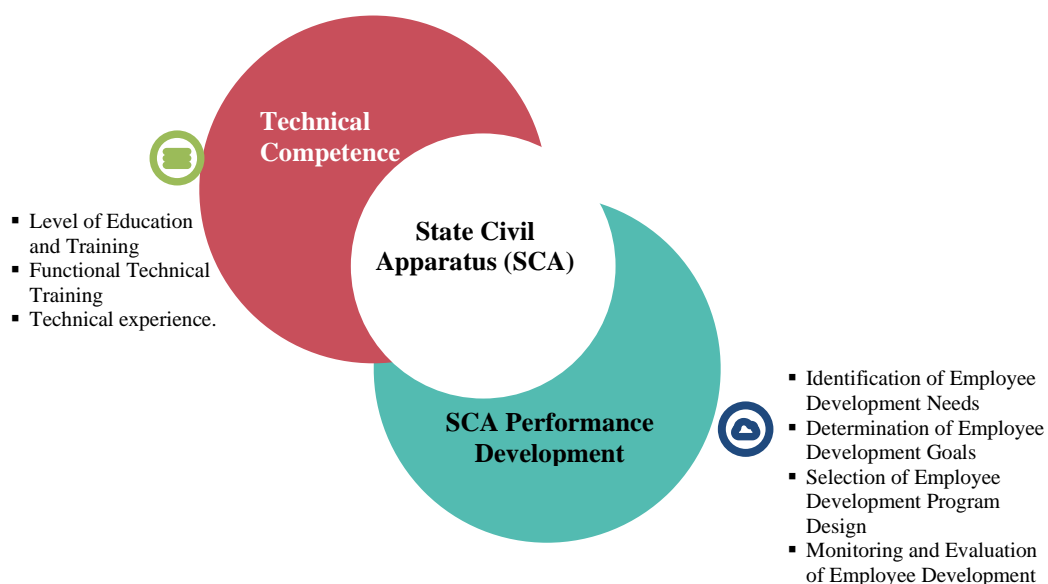 Technical
Competence
▪ Level of Education
and Training
▪ Functional Technical
Training
▪ Technical experience.
State Civil
Apparatus (SCA)
SCA Performance
Development
▪ Identification of Employee
Development Needs
▪ Determination of Employee
Development Goals
▪ Selection of Employee
Development Program
Design
▪ Monitoring and Evaluation
of Employee Development